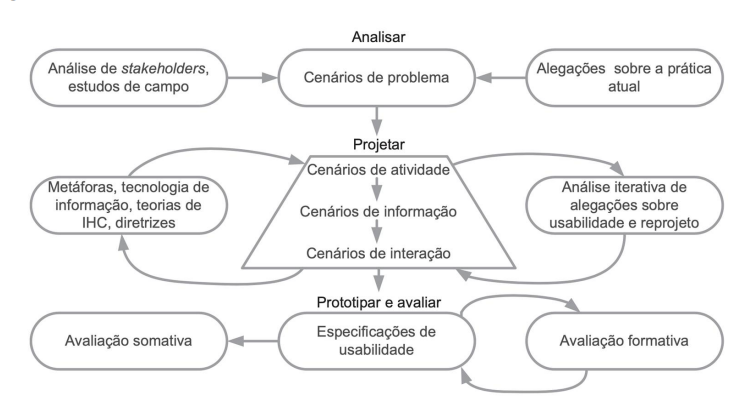 Analisar
Análise de stakeholders,
estudos de campo
Cenários de problema
Alegações sobre a prática
atual
Projetar
Cenários de atividade
Cenários de informação
Cenários de interação
Metáforas, tecnologia de
informação, teorias de
IHC, diretrizes
Análise iterativa de
alegações sobre
usabilidade e reprojeto
Prototipar e avaliar
Avaliação somativa
Especificações de
usabilidade
Avaliação formativa